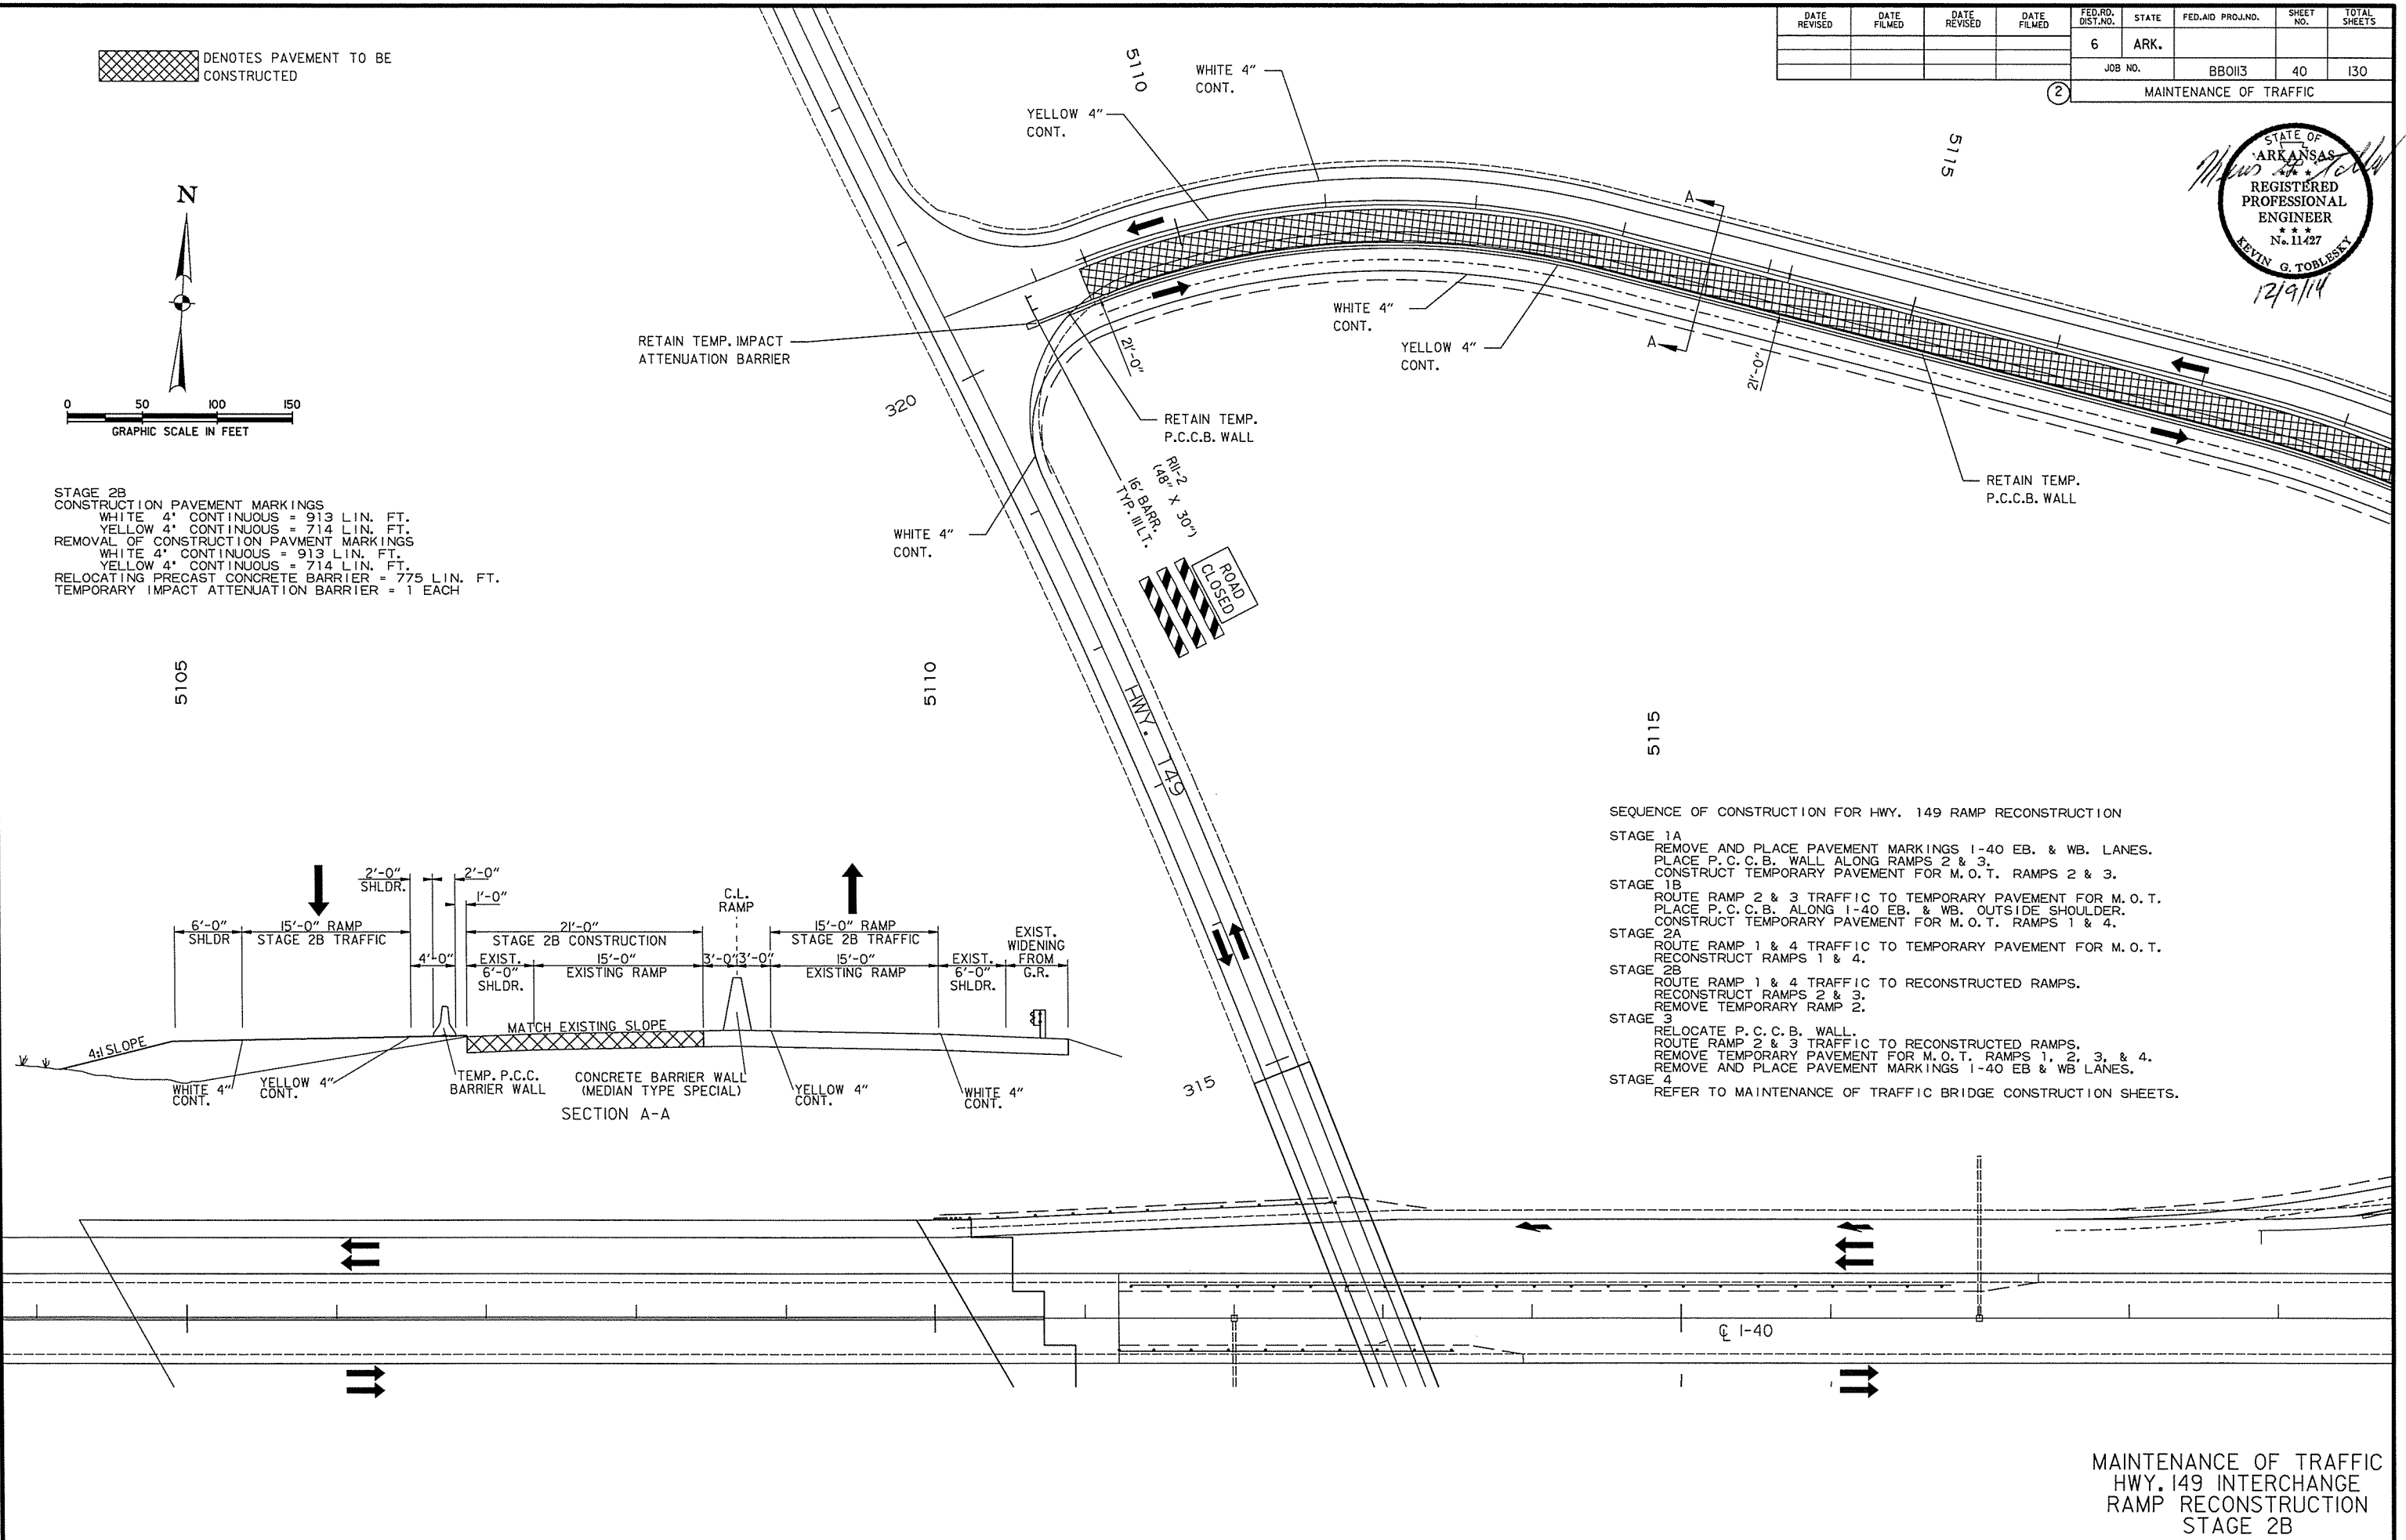 DATE REVISED
DATE FILMED
DATE REVISED
DATE FILMED
FED.RD. DIST.NO.
STATE
FED.AID PROJ.NO.
SHEET NO.
TOTAL SHEETS
6
ARK.
JOB NO.
BB0113
40
130
2
MAINTENANCE OF TRAFFIC
DENOTES PAVEMENT TO BE
CONSTRUCTED
STATE OF
ARKANSAS
REGISTERED
PROFESSIONAL
ENGINEER
No. 11427
KEVIN G. TOBLESKY
12/9/14
N
0 50 100 150
GRAPHIC SCALE IN FEET
5110
5115
WHITE 4"
CONT.
YELLOW 4"
CONT.
A
A
WHITE 4"
CONT.
YELLOW 4"
CONT.
RETAIN TEMP. IMPACT
ATTENUATION BARRIER
21'-0"
21'-0"
320
RETAIN TEMP.
P.C.C.B. WALL
RETAIN TEMP.
P.C.C.B. WALL
R11-2
(48" X 30")
16' BARR.
TYP. III LT.
ROAD
CLOSED
WHITE 4"
CONT.
STAGE 2B
CONSTRUCTION PAVEMENT MARKINGS
WHITE 4" CONTINUOUS = 913 LIN. FT.
YELLOW 4" CONTINUOUS = 714 LIN. FT.
REMOVAL OF CONSTRUCTION PAVMENT MARKINGS
WHITE 4" CONTINUOUS = 913 LIN. FT.
YELLOW 4" CONTINUOUS = 714 LIN. FT.
RELOCATING PRECAST CONCRETE BARRIER = 775 LIN. FT.
TEMPORARY IMPACT ATTENUATION BARRIER = 1 EACH
5105
5110
5115
HWY. 149
315
SEQUENCE OF CONSTRUCTION FOR HWY. 149 RAMP RECONSTRUCTION
STAGE 1A
REMOVE AND PLACE PAVEMENT MARKINGS I-40 EB. & WB. LANES.
PLACE P.C.C.B. WALL ALONG RAMPS 2 & 3.
CONSTRUCT TEMPORARY PAVEMENT FOR M.O.T. RAMPS 2 & 3.
STAGE 1B
ROUTE RAMP 2 & 3 TRAFFIC TO TEMPORARY PAVEMENT FOR M.O.T.
PLACE P.C.C.B. ALONG I-40 EB. & WB. OUTSIDE SHOULDER.
CONSTRUCT TEMPORARY PAVEMENT FOR M.O.T. RAMPS 1 & 4.
STAGE 2A
ROUTE RAMP 1 & 4 TRAFFIC TO TEMPORARY PAVEMENT FOR M.O.T.
RECONSTRUCT RAMPS 1 & 4.
STAGE 2B
ROUTE RAMP 1 & 4 TRAFFIC TO RECONSTRUCTED RAMPS.
RECONSTRUCT RAMPS 2 & 3.
REMOVE TEMPORARY RAMP 2.
STAGE 3
RELOCATE P.C.C.B. WALL.
ROUTE RAMP 2 & 3 TRAFFIC TO RECONSTRUCTED RAMPS.
REMOVE TEMPORARY PAVEMENT FOR M.O.T. RAMPS 1, 2, 3, & 4.
REMOVE AND PLACE PAVEMENT MARKINGS I-40 EB & WB LANES.
STAGE 4
REFER TO MAINTENANCE OF TRAFFIC BRIDGE CONSTRUCTION SHEETS.
2'-0"
SHLDR.
2'-0"
1'-0"
C.L.
RAMP
6'-0"
SHLDR
15'-0" RAMP
STAGE 2B TRAFFIC
21'-0"
STAGE 2B CONSTRUCTION
15'-0" RAMP
STAGE 2B TRAFFIC
EXIST.
WIDENING
FROM
G.R.
4'-0"
EXIST.
6'-0"
SHLDR.
15'-0"
EXISTING RAMP
3'-0"
3'-0"
15'-0"
EXISTING RAMP
EXIST.
6'-0"
SHLDR.
MATCH EXISTING SLOPE
4:1 SLOPE
WHITE 4"
CONT.
YELLOW 4"
CONT.
TEMP. P.C.C.
BARRIER WALL
CONCRETE BARRIER WALL
(MEDIAN TYPE SPECIAL)
YELLOW 4"
CONT.
WHITE 4"
CONT.
SECTION A-A
℄ I-40
MAINTENANCE OF TRAFFIC
HWY. 149 INTERCHANGE
RAMP RECONSTRUCTION
STAGE 2B